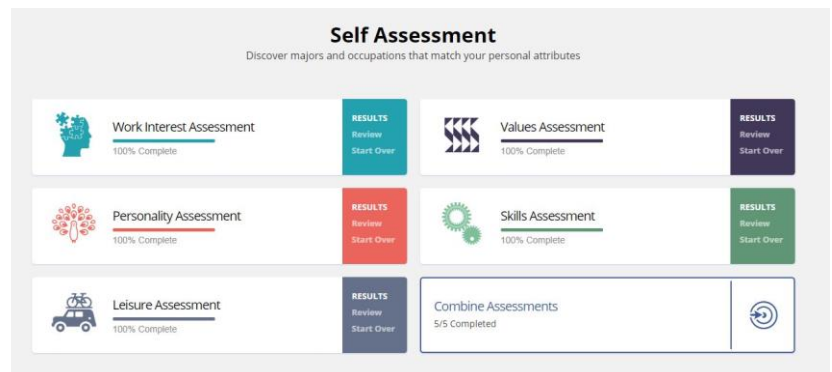 Self Assessment
Discover majors and occupations that match your personal attributes
Work Interest Assessment
100% Complete
RESULTS
Review
Start Over
Values Assessment
100% Complete
RESULTS
Review
Start Over
Personality Assessment
100% Complete
RESULTS
Review
Start Over
Skills Assessment
100% Complete
RESULTS
Review
Start Over
Leisure Assessment
100% Complete
RESULTS
Review
Start Over
Combine Assessments
5/5 Completed